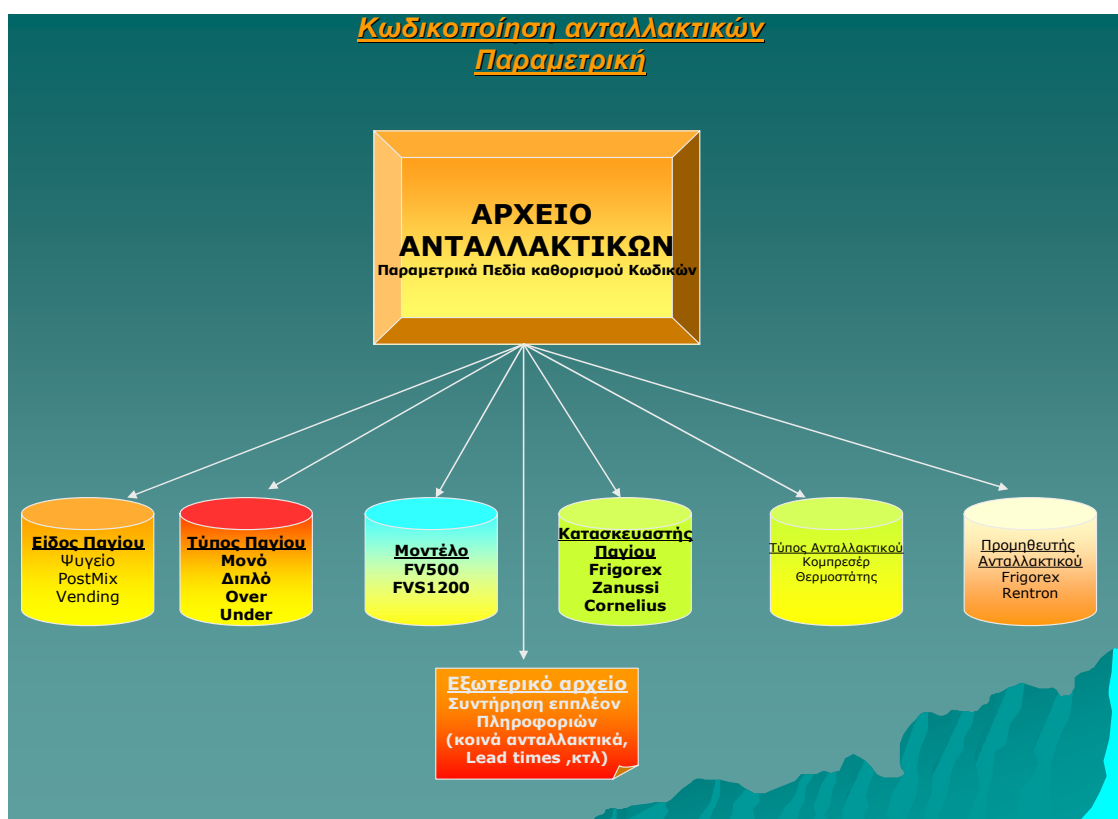 Κωδικοποίηση ανταλλακτικών
Παραμετρική
ΑΡΧΕΙΟ
ΑΝΤΑΛΛΑΚΤΙΚΩΝ
Παραμετρικά Πεδία καθορισμού Κωδικών
Είδος Παγίου
Ψυγείο
PostMix
Vending
Τύπος Παγίου
Μονό
Διπλό
Over
Under
Μοντέλο
FV500
FVS1200
Κατασκευαστής
Παγίου
Frigorex
Zanussi
Cornelius
Τύπος Ανταλλακτικού
Κομπρεσέρ
Θερμοστάτης
Προμηθευτής
Ανταλλακτικού
Frigorex
Rentron
Εξωτερικό αρχείο
Συντήρηση εππλέον
Πληροφοριών
(κοινά ανταλλακτικά,
Lead times ,κτλ)